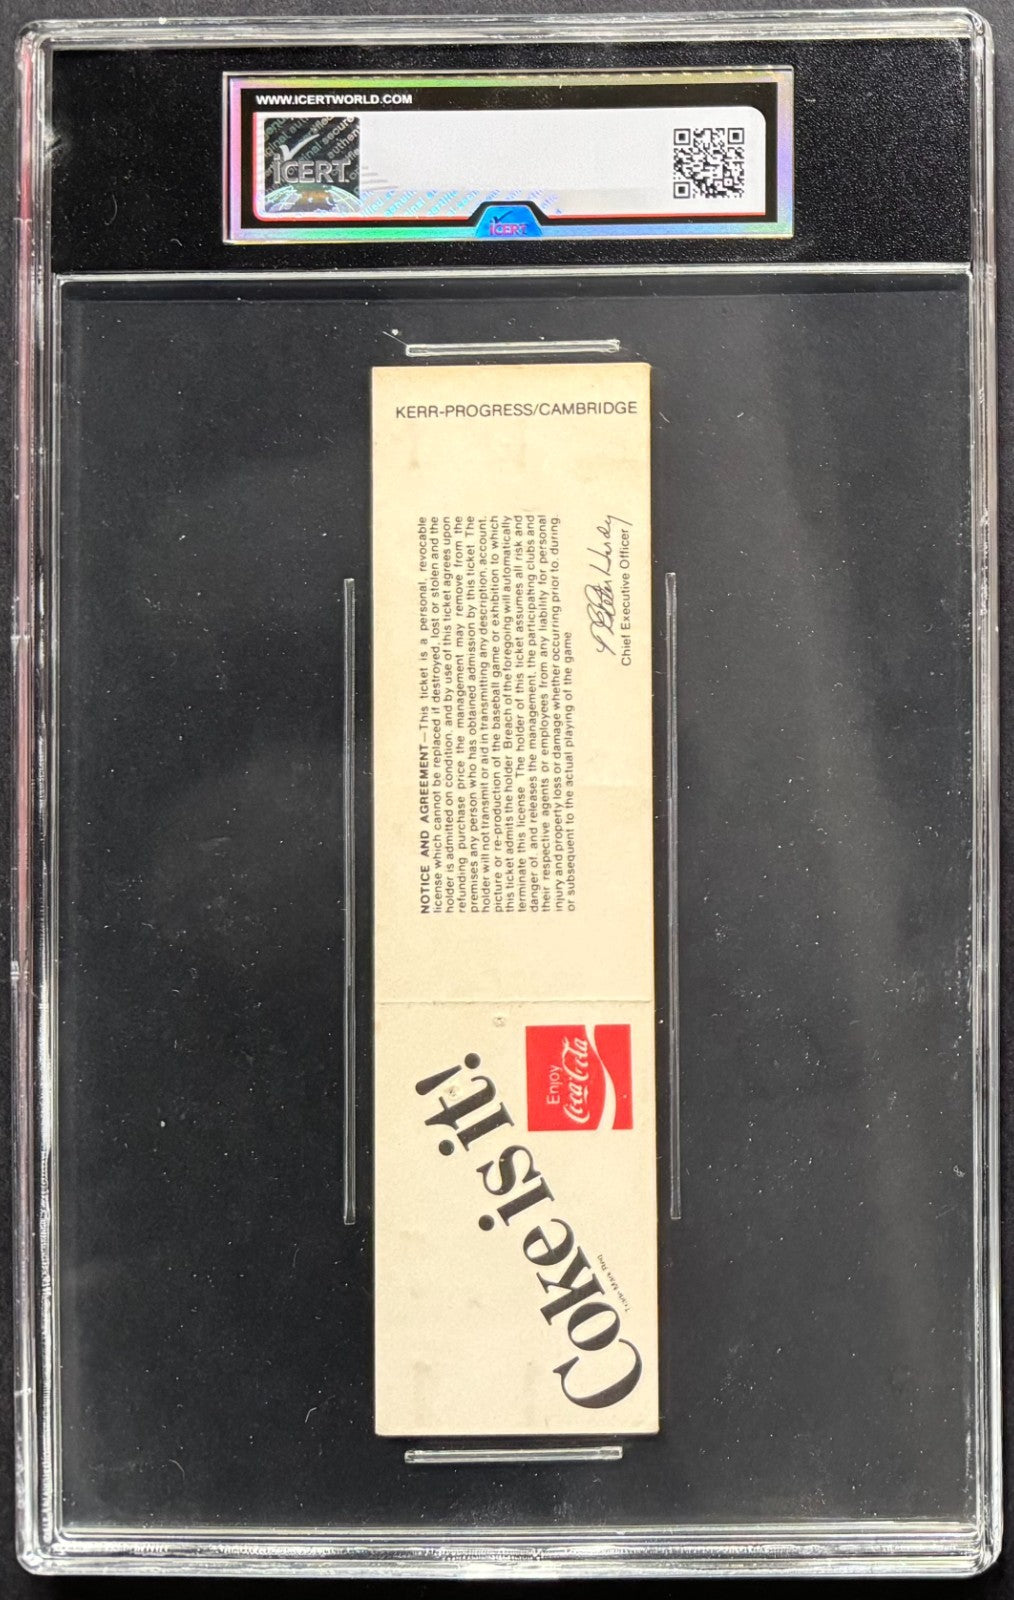 WWW.ICERTWORLD.COM
iCERT
iCERT
KERR-PROGRESS/CAMBRIDGE
NOTICE AND AGREEMENT—This ticket is a personal, revocable
license which cannot be replaced if destroyed, lost or stolen and the
holder is admitted on condition, and by use of this ticket agrees upon
refunding purchase price the management may remove from the
premises any person who has obtained admission by this ticket. The
holder will not transmit or aid in transmitting any description, account,
picture or re-production of the baseball game or exhibition to which
this ticket admits the holder. Breach of the foregoing will automatically
terminate this license. The holder of this ticket assumes all risk and
danger of, and releases the management, the participating clubs and
their respective agents or employees from any liability for personal
injury and property loss or damage whether occurring prior to, during,
or subsequent to the actual playing of the game.
Chief Executive Officer
Coke is it!
Trade-Mark Reg.
Enjoy
Coca-Cola